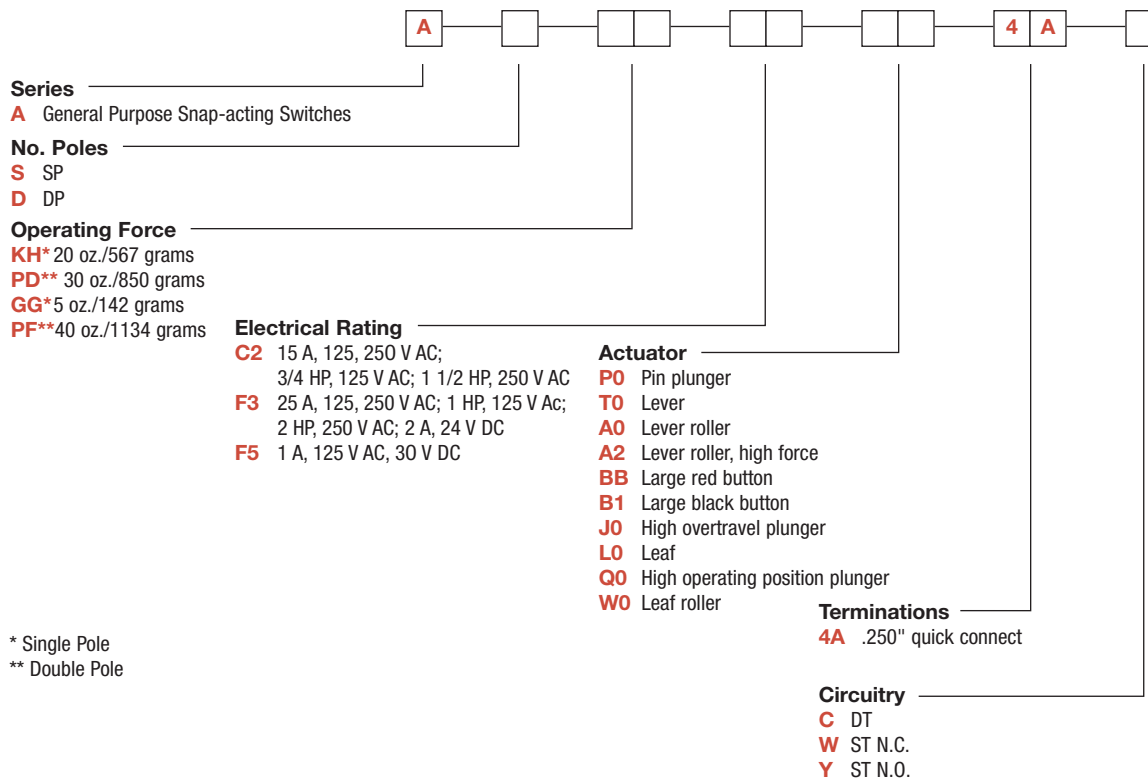 A 4 A
Series
A General Purpose Snap-acting Switches
No. Poles
S SP
D DP
Operating Force
KH* 20 oz./567 grams
PD** 30 oz./850 grams
GG* 5 oz./142 grams
PF** 40 oz./1134 grams
Electrical Rating
C2 15 A, 125, 250 V AC;
3/4 HP, 125 V AC; 1 1/2 HP, 250 V AC
F3 25 A, 125, 250 V AC; 1 HP, 125 V Ac;
2 HP, 250 V AC; 2 A, 24 V DC
F5 1 A, 125 V AC, 30 V DC
Actuator
P0 Pin plunger
T0 Lever
A0 Lever roller
A2 Lever roller, high force
BB Large red button
B1 Large black button
J0 High overtravel plunger
L0 Leaf
Q0 High operating position plunger
W0 Leaf roller
Terminations
4A .250" quick connect
* Single Pole
** Double Pole
Circuitry
C DT
W ST N.C.
Y ST N.O.